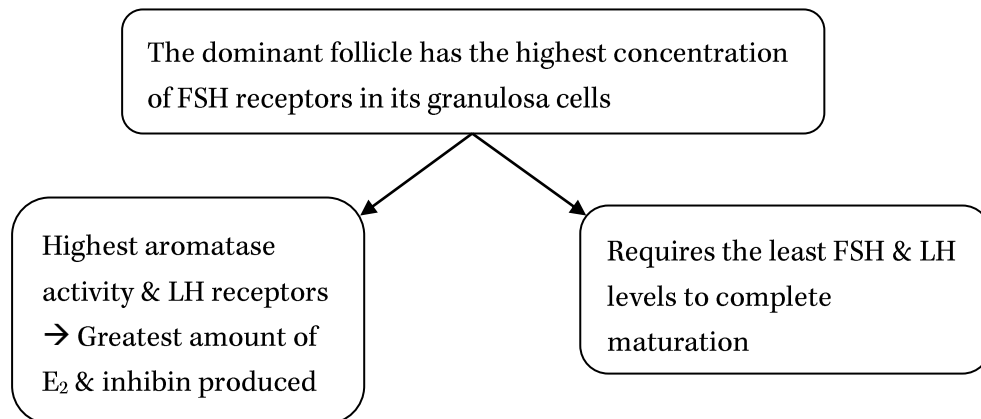 The dominant follicle has the highest concentration
of FSH receptors in its granulosa cells
Highest aromatase
activity & LH receptors
→ Greatest amount of
E₂ & inhibin produced
Requires the least FSH & LH
levels to complete
maturation